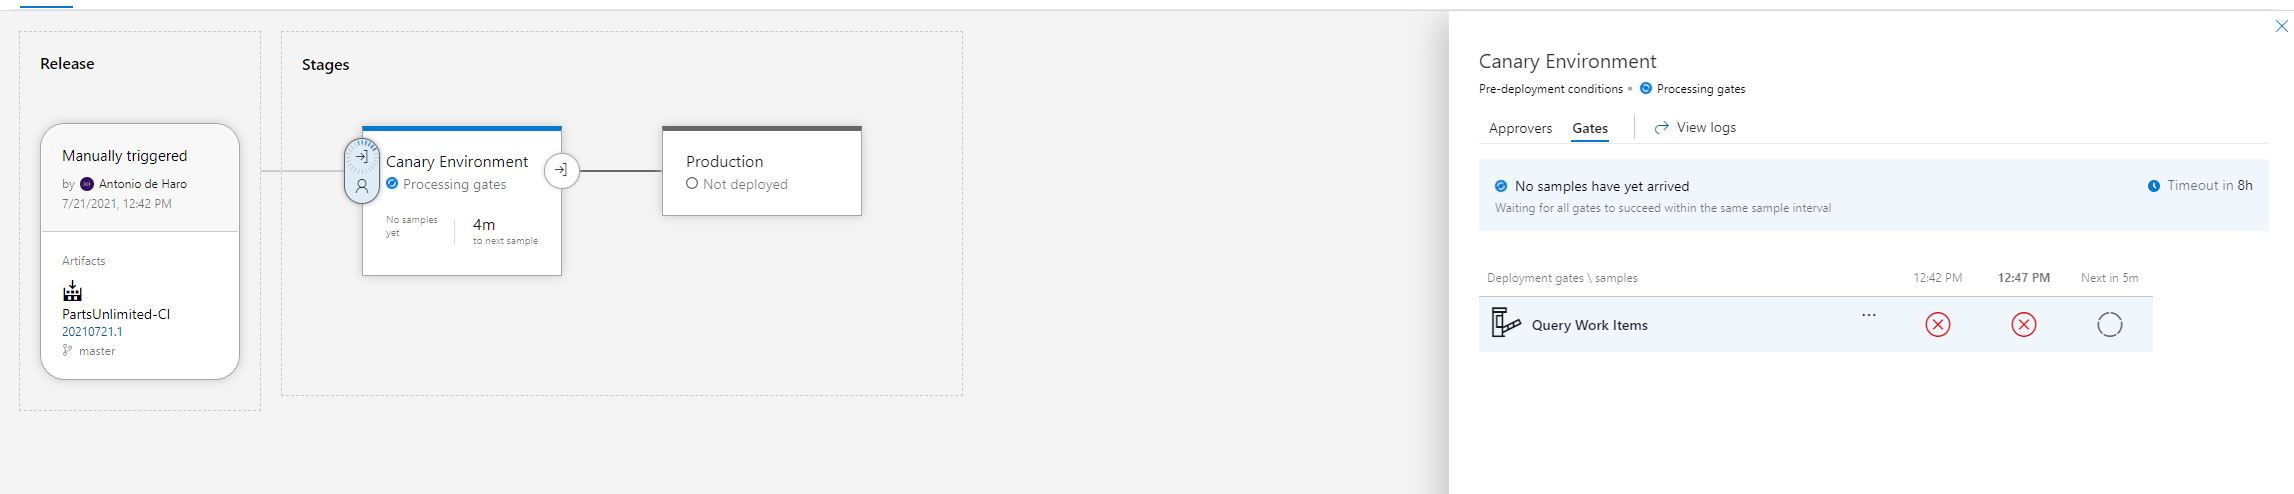 Release
Manually triggered
by Antonio de Haro
7/21/2021, 12:42 PM
Artifacts
PartsUnlimited-CI
20210721.1
master
Stages
Canary Environment
Processing gates
No samples
yet
4m
to next sample
Production
Not deployed
Canary Environment
Pre-deployment conditions • Processing gates
Approvers Gates View logs
No samples have yet arrived
Timeout in 8h
Waiting for all gates to succeed within the same sample interval
Deployment gates \ samples 12:42 PM 12:47 PM Next in 5m
Query Work Items ...